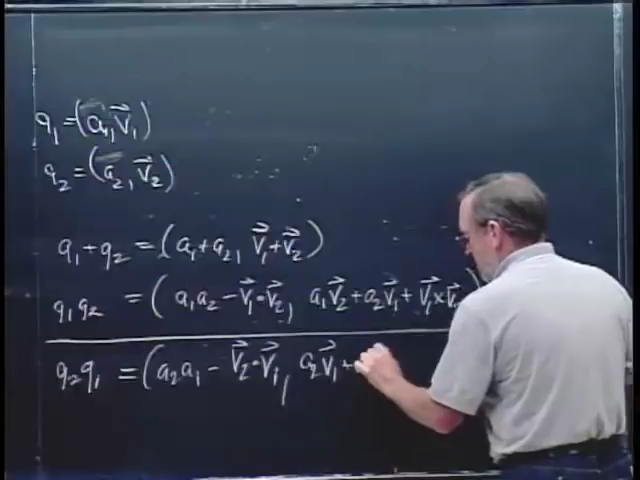 q₁ = (a₁, v⃗₁)
q₂ = (a₂, v⃗₂)
q₁ + q₂ = (a₁ + a₂, v⃗₁ + v⃗₂)
q₁q₂ = (a₁a₂ − v⃗₁·v⃗₂, a₁v⃗₂ + a₂v⃗₁ + v⃗₁ × v⃗
q₂q₁ = (a₂a₁ − v⃗₂·v⃗₁, a₂v⃗₁ +